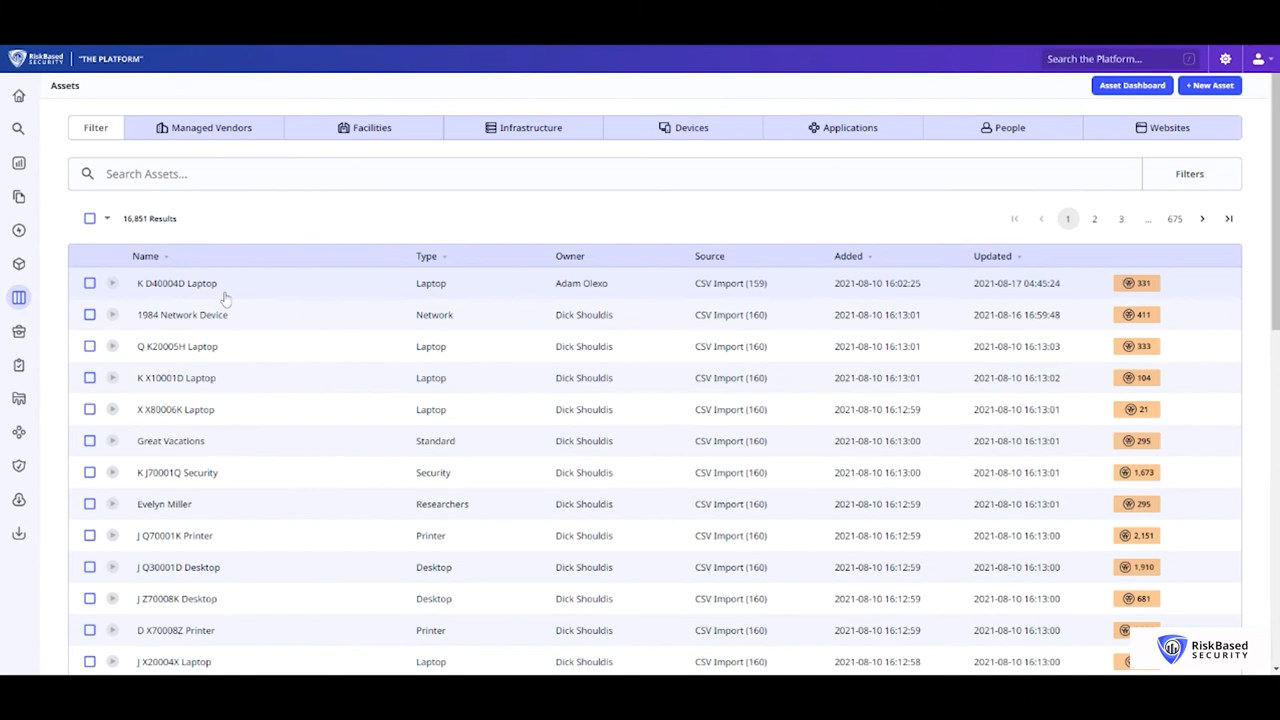 RiskBased SECURITY "THE PLATFORM" Search the Platform... /
Assets Asset Dashboard + New Asset
Filter Managed Vendors Facilities Infrastructure Devices Applications People Websites
Search Assets... Filters
16,851 Results 1 2 3 ... 675
Name Type Owner Source Added Updated
K D40004D Laptop Laptop Adam Olexo CSV Import (159) 2021-08-10 16:02:25 2021-08-17 04:45:24 331
1984 Network Device Network Dick Shouldis CSV Import (160) 2021-08-10 16:13:01 2021-08-16 16:59:48 411
Q K20005H Laptop Laptop Dick Shouldis CSV Import (160) 2021-08-10 16:13:01 2021-08-10 16:13:03 333
K X10001D Laptop Laptop Dick Shouldis CSV Import (160) 2021-08-10 16:13:01 2021-08-10 16:13:02 104
X X80006K Laptop Laptop Dick Shouldis CSV Import (160) 2021-08-10 16:12:59 2021-08-10 16:13:01 21
Great Vacations Standard Dick Shouldis CSV Import (160) 2021-08-10 16:13:00 2021-08-10 16:13:01 295
K J70001Q Security Security Dick Shouldis CSV Import (160) 2021-08-10 16:13:00 2021-08-10 16:13:01 1,673
Evelyn Miller Researchers Dick Shouldis CSV Import (160) 2021-08-10 16:13:00 2021-08-10 16:13:01 295
J Q70001K Printer Printer Dick Shouldis CSV Import (160) 2021-08-10 16:12:59 2021-08-10 16:13:00 2,151
J Q30001D Desktop Desktop Dick Shouldis CSV Import (160) 2021-08-10 16:12:59 2021-08-10 16:13:00 1,910
J Z70008K Desktop Desktop Dick Shouldis CSV Import (160) 2021-08-10 16:12:59 2021-08-10 16:13:00 681
D X70008Z Printer Printer Dick Shouldis CSV Import (160) 2021-08-10 16:12:59 2021-08-10 16:13:00
J X20004X Laptop Laptop Dick Shouldis CSV Import (160) 2021-08-10 16:12:58 2021-08-10 16:13:00
RiskBased
SECURITY